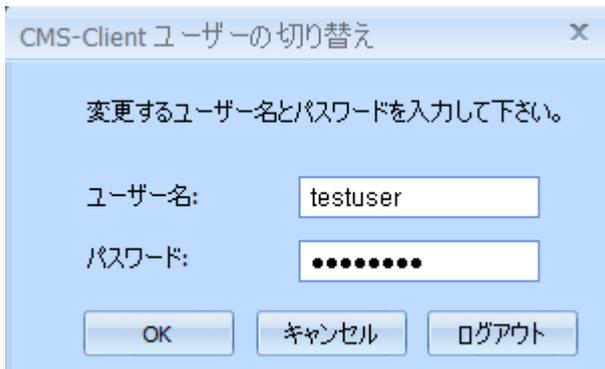 CMS-Client ユーザーの切り替え x
変更するユーザー名とパスワードを入力して下さい。
ユーザー名: testuser
パスワード: ●●●●●●●●
OK キャンセル ログアウト